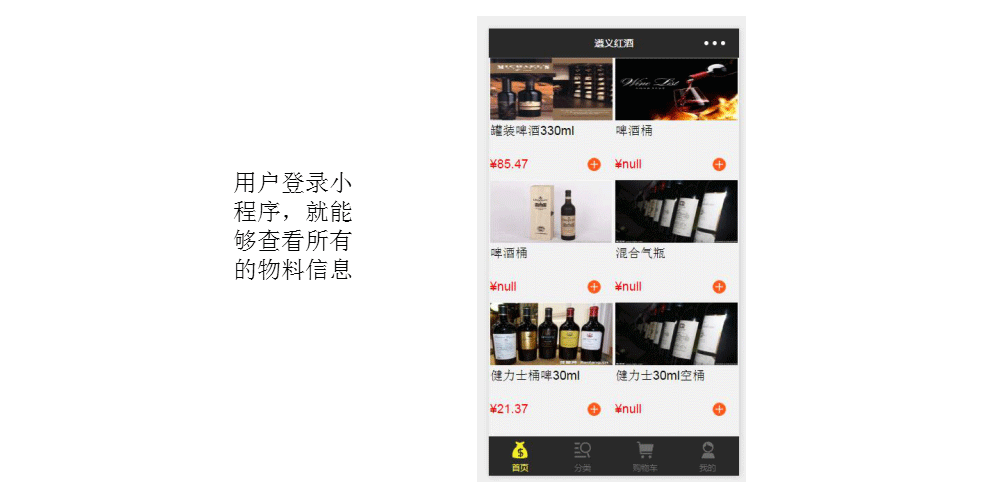 用户登录小
程序，就能
够查看所有
的物料信息
遵义红酒
Wine List
罐装啤酒330ml
啤酒桶
¥85.47
¥null
啤酒桶
混合气瓶
¥null
¥null
健力士桶啤30ml
健力士30ml空桶
¥21.37
¥null
首页
分类
购物车
我的